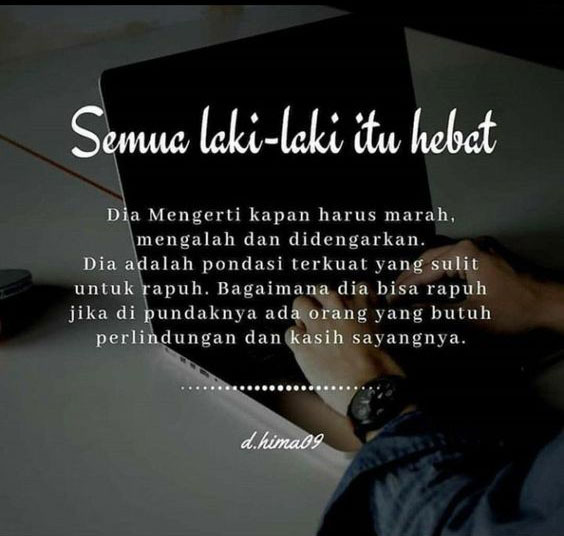 Semua laki-laki itu hebat
Dia Mengerti kapan harus marah,
mengalah dan didengarkan.
Dia adalah pondasi terkuat yang sulit
untuk rapuh. Bagaimana dia bisa rapuh
jika di pundaknya ada orang yang butuh
perlindungan dan kasih sayangnya.
d.hima09